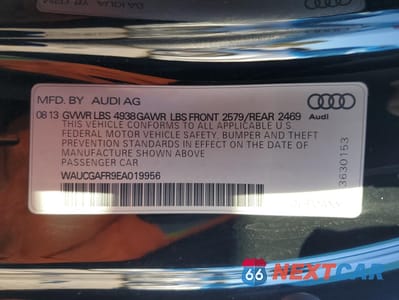 MFD. BY AUDI AG
08 13 GVWR LBS 4938 GAWR LBS FRONT 2579/REAR 2469
Audi
THIS VEHICLE CONFORMS TO ALL APPLICABLE U S
FEDERAL MOTOR VEHICLE SAFETY, BUMPER AND THEFT
PREVENTION STANDARDS IN EFFECT ON THE DATE OF
MANUFACTURE SHOWN ABOVE
PASSENGER CAR
WAUCGAFR9EA019956
3630153
66 NEXTCAR